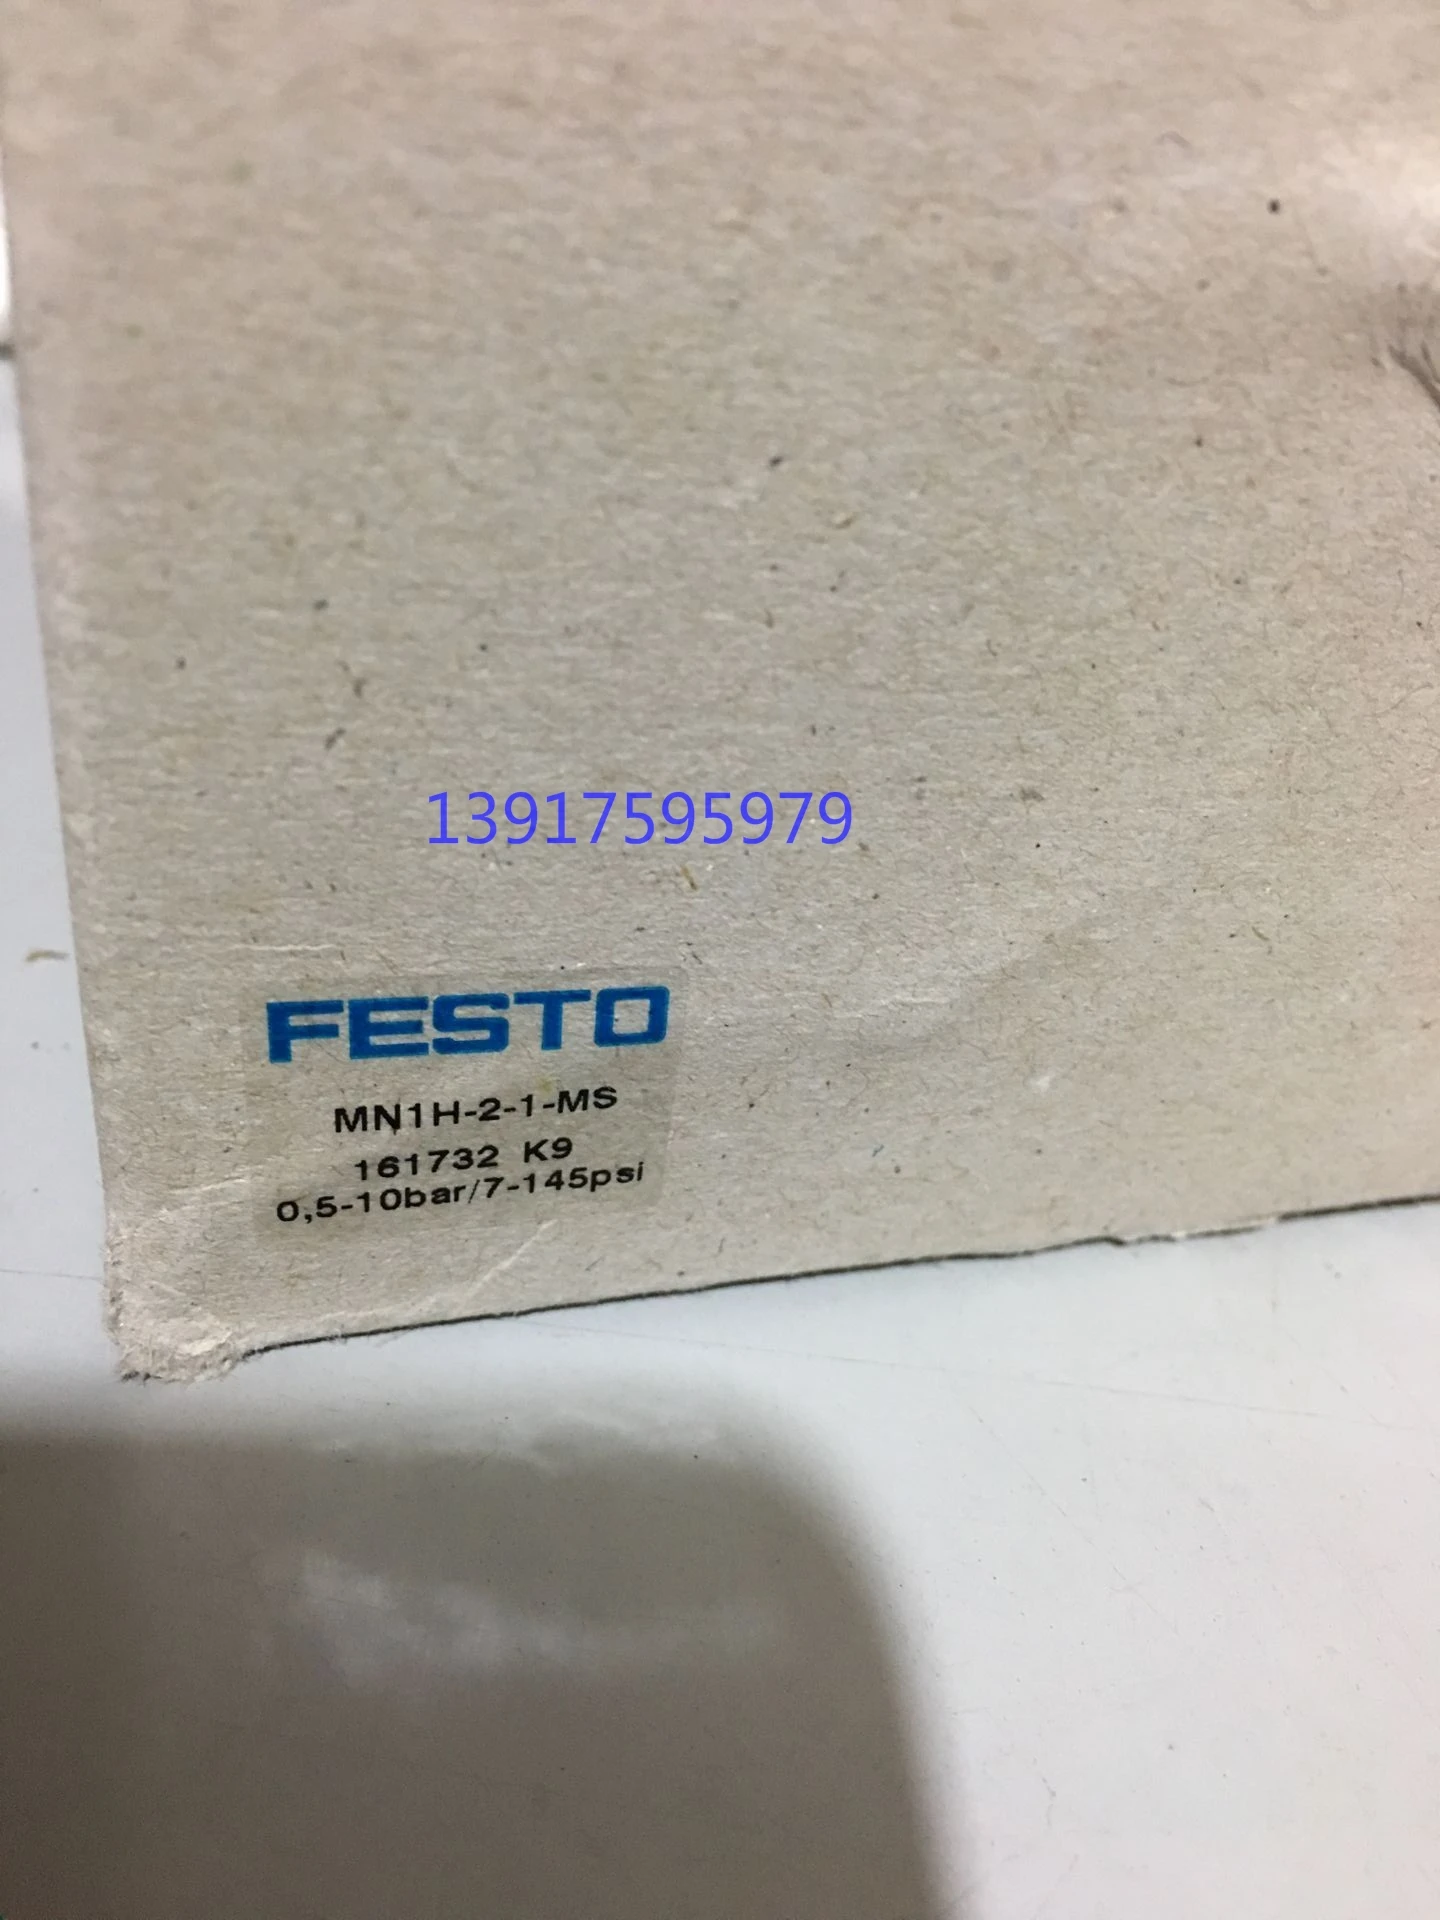 13917595979
FESTO
MN1H-2-1-MS
161732 K9
0,5-10bar/7-145psi